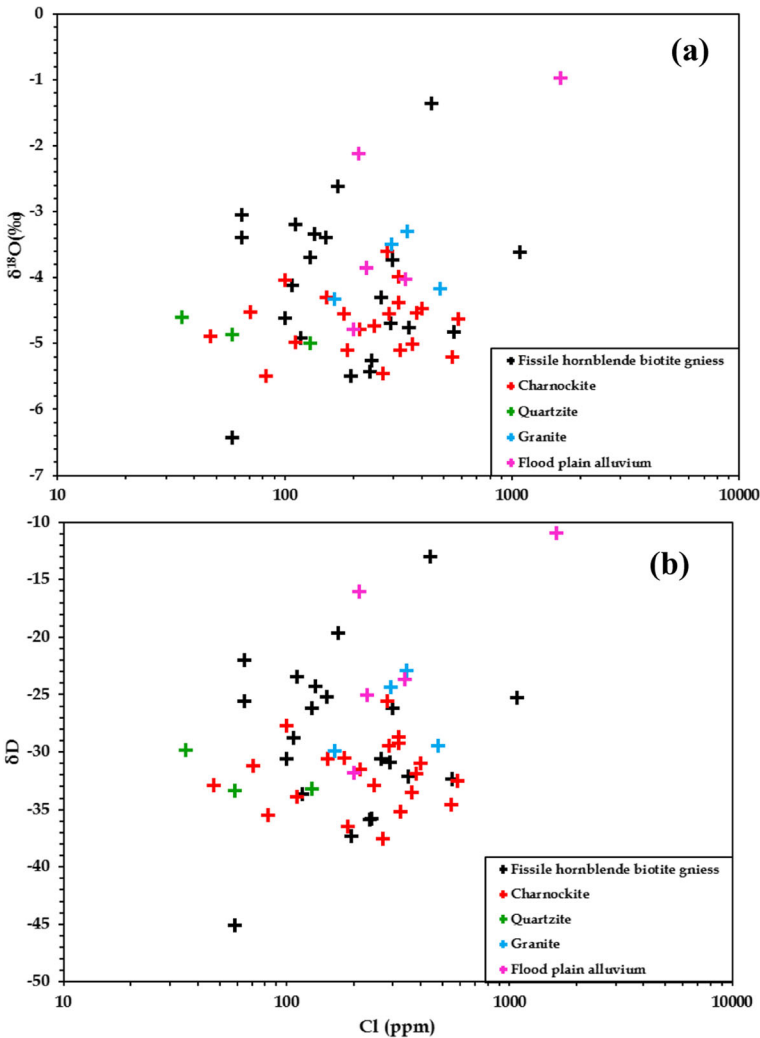 (a)
0
-1
-2
-3
-4
-5
-6
-7
δ¹⁸O(‰)
10
100
1000
10000
Fissile hornblende biotite gniess
Charnockite
Quartzite
Granite
Flood plain alluvium
(b)
-10
-15
-20
-25
-30
-35
-40
-45
-50
δD
10
100
1000
10000
Fissile hornblende biotite gniess
Charnockite
Quartzite
Granite
Flood plain alluvium
Cl (ppm)